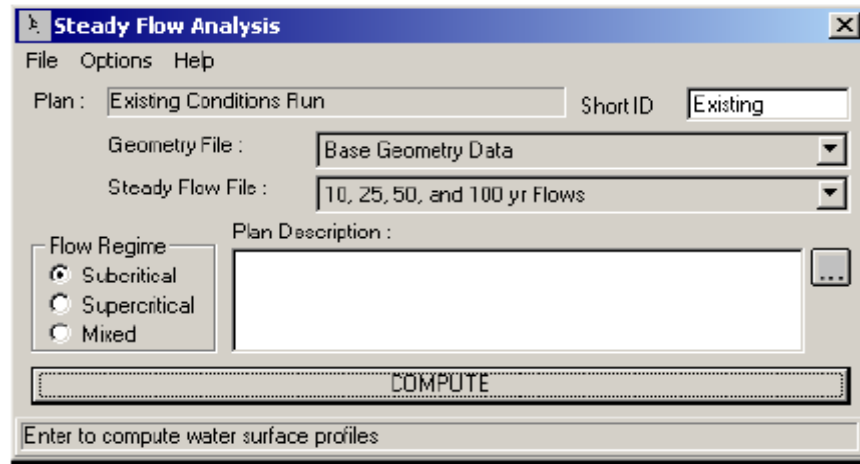 Steady Flow Analysis
File Options Help
Plan : Existing Conditions Run Short ID Existing
Geometry File : Base Geometry Data
Steady Flow File : 10, 25, 50, and 100 yr Flows
Plan Description :
Flow Regime
Subcritical
...
Supercritical
Mixed
COMPUTE
Enter to compute water surface profiles